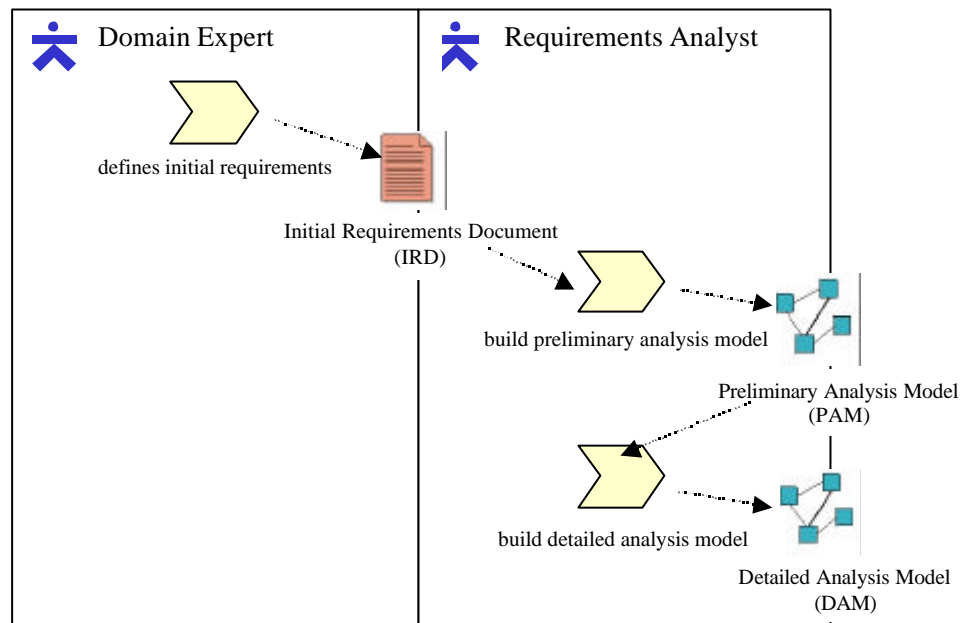 Domain Expert
Requirements Analyst
defines initial requirements
Initial Requirements Document
(IRD)
build preliminary analysis model
Preliminary Analysis Model
(PAM)
build detailed analysis model
Detailed Analysis Model
(DAM)